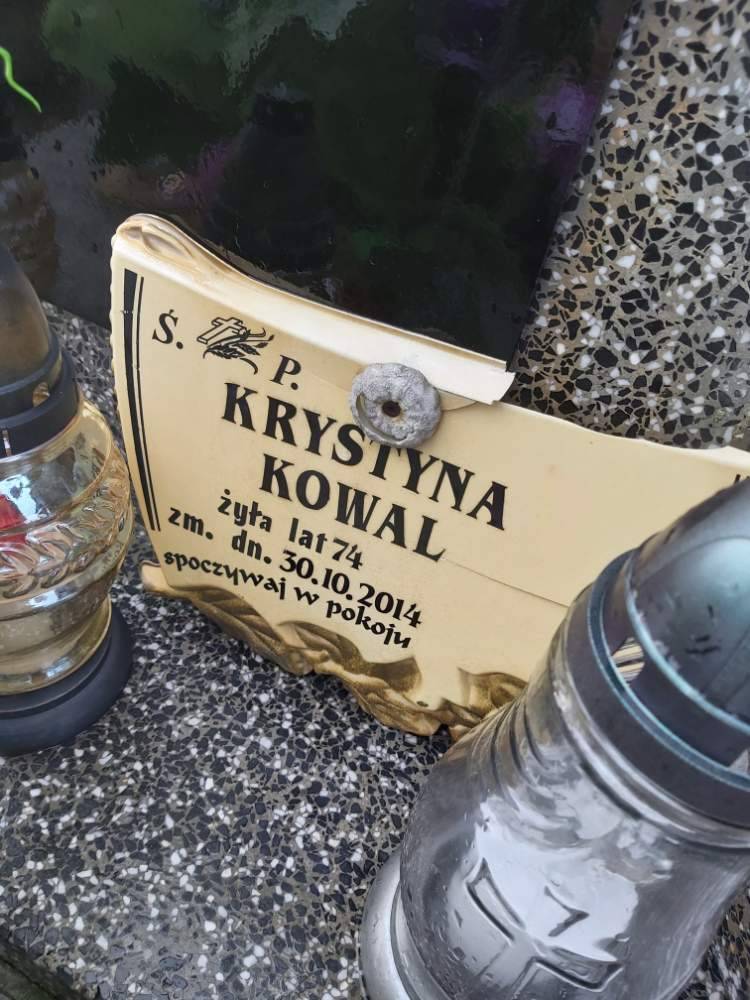 Ś. P.
KRYSTYNA
KOWAL
żyła lat 74
zm. dn. 30.10.2014
spoczywaj w pokoju